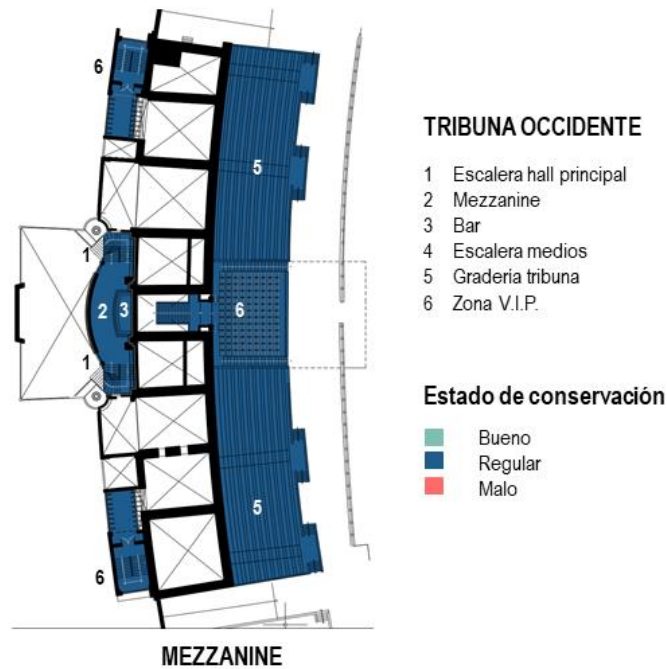 6
5
1
2 3
6
1
5
6
MEZZANINE
TRIBUNA OCCIDENTE
1 Escalera hall principal
2 Mezzanine
3 Bar
4 Escalera medios
5 Gradería tribuna
6 Zona V.I.P.
Estado de conservación
Bueno
Regular
Malo